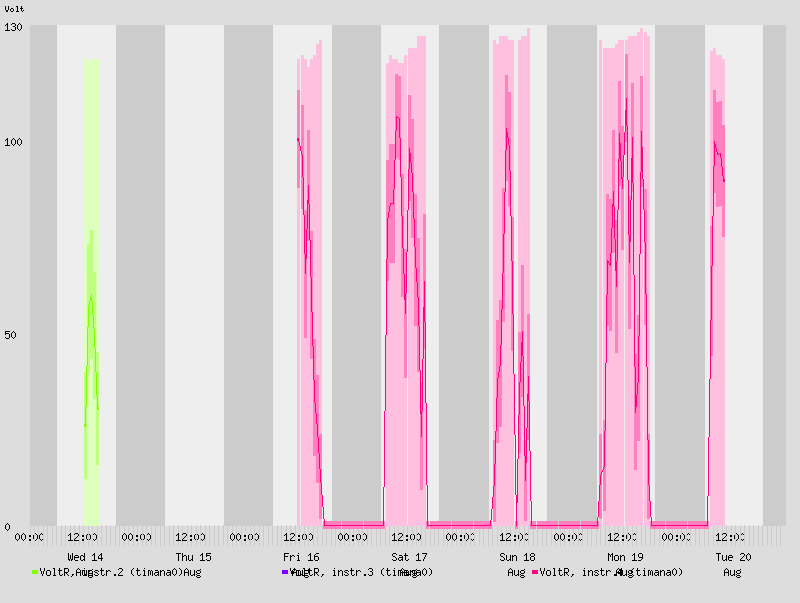 Volt
130
100
50
0
00:00 12:00 00:00 12:00 00:00 12:00 00:00 12:00 00:00 12:00 00:00 12:00 00:00 12:00
Wed 14 Thu 15 Fri 16 Sat 17 Sun 18 Mon 19 Tue 20
Aug Aug Aug Aug Aug Aug Aug
VoltR, instr.2 (timana0) VoltR, instr.3 (timana0) VoltR, instr.4 (timana0)